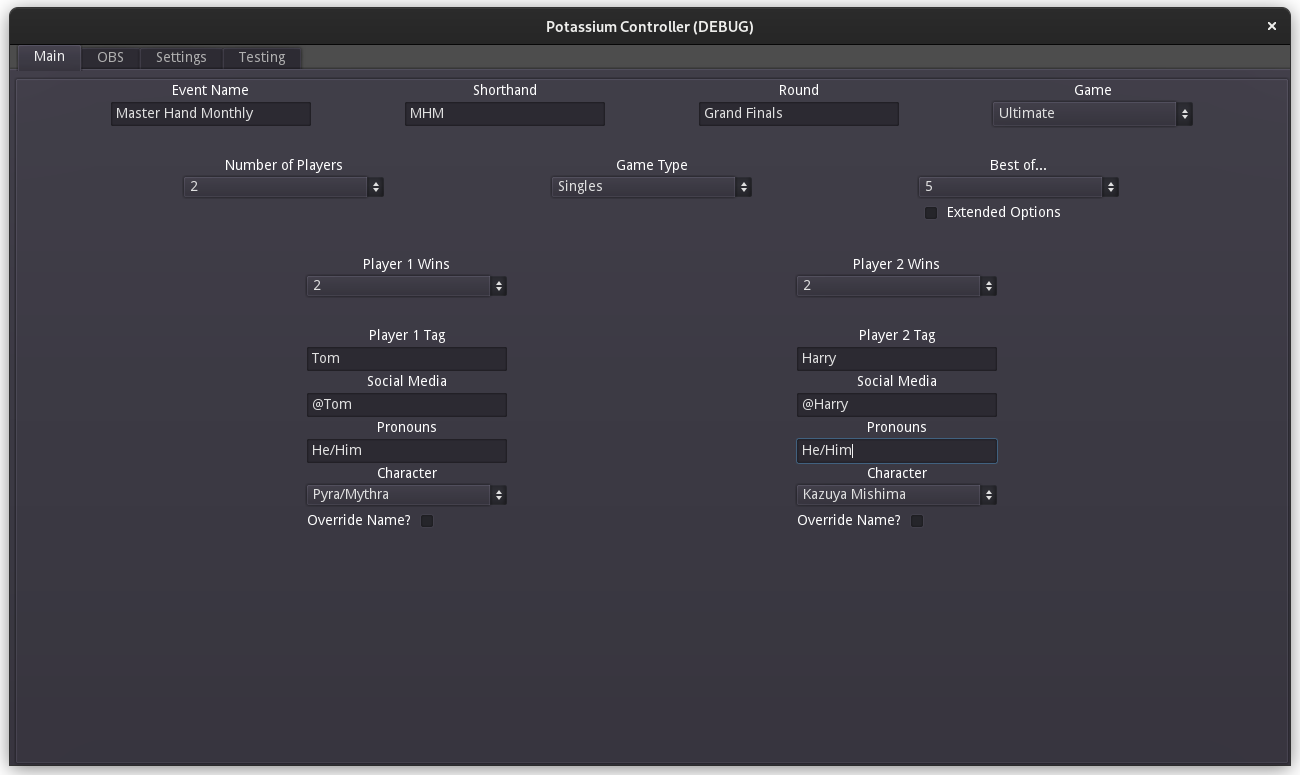 Potassium Controller (DEBUG) ×
Main OBS Settings Testing
Event Name Shorthand Round Game
Master Hand Monthly MHM Grand Finals Ultimate
Number of Players Game Type Best of...
2 Singles 5
Extended Options
Player 1 Wins Player 2 Wins
2 2
Player 1 Tag Player 2 Tag
Tom Harry
Social Media Social Media
@Tom @Harry
Pronouns Pronouns
He/Him He/Him
Character Character
Pyra/Mythra Kazuya Mishima
Override Name? Override Name?